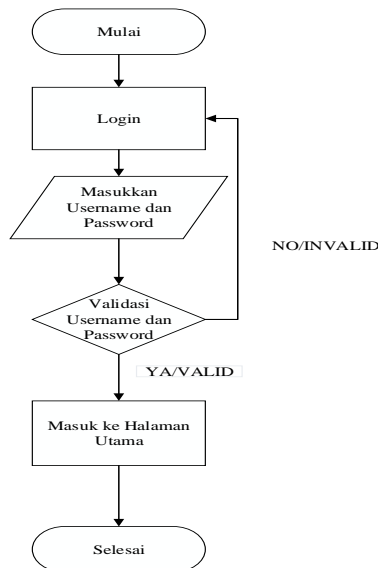 Mulai
Login
Masukkan
Username dan
Password
NO/INVALID
Validasi
Username dan
Password
YA/VALID
Masuk ke Halaman
Utama
Selesai